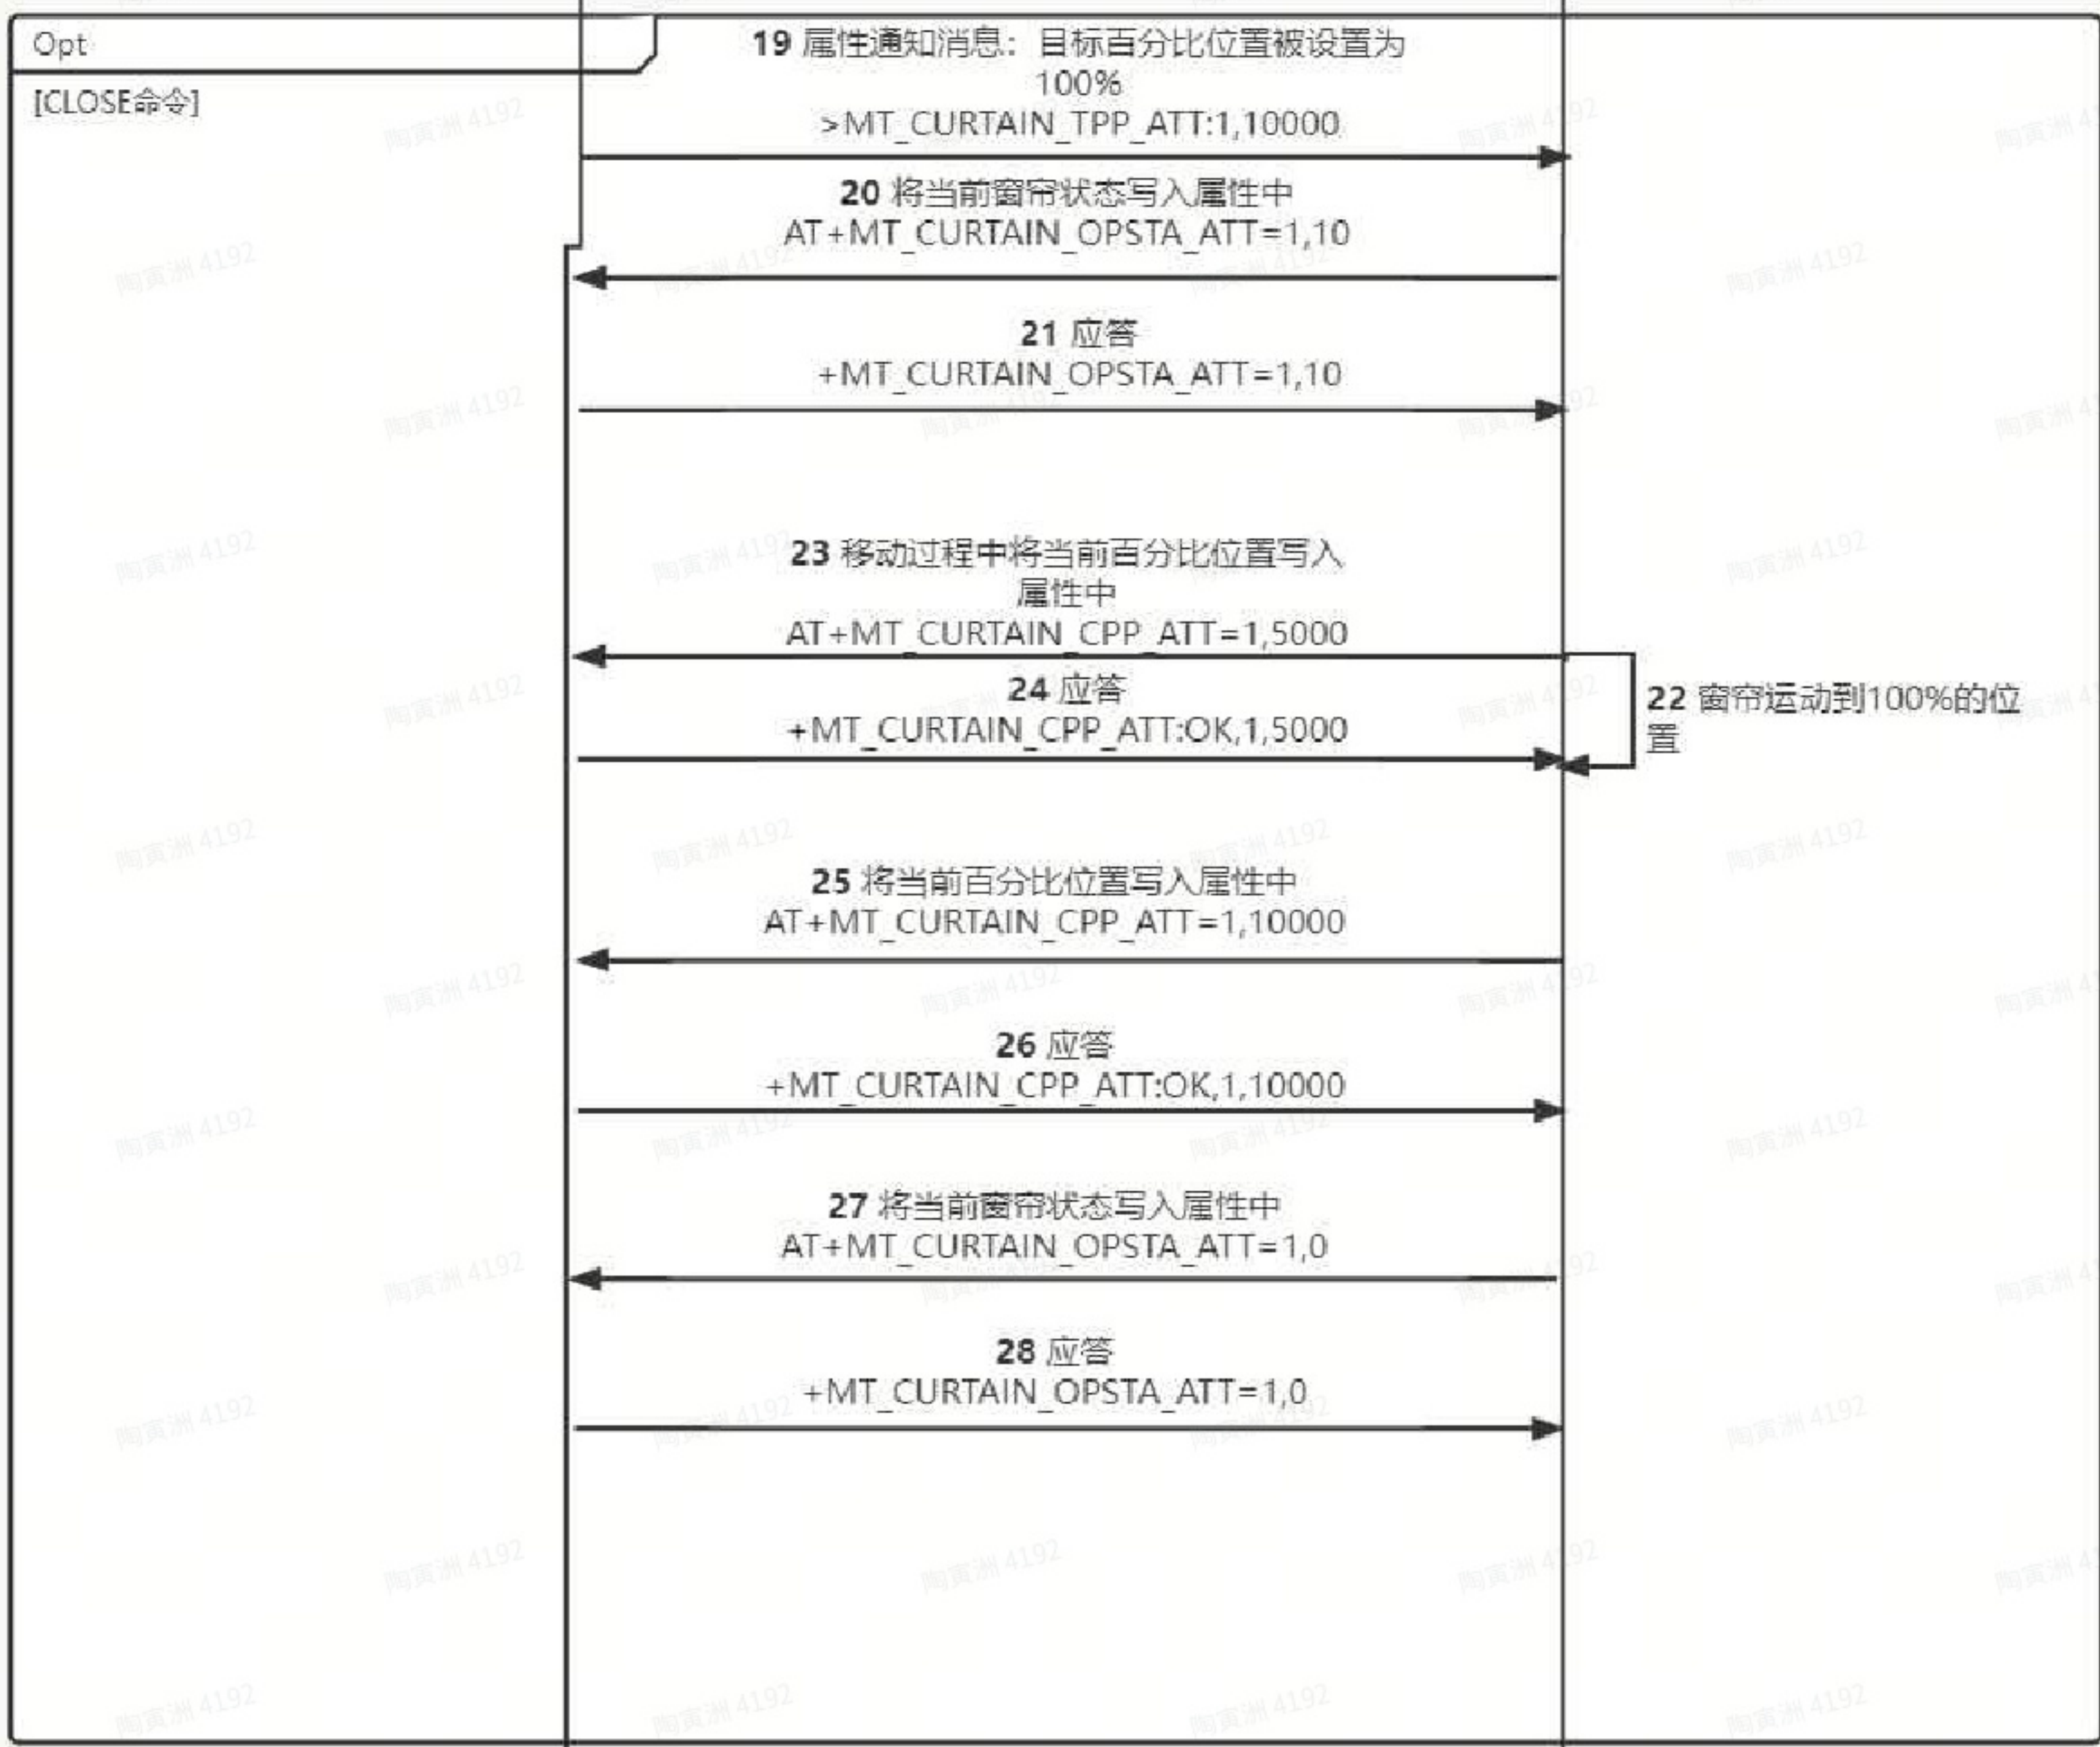 Opt
[CLOSE命令]
19 属性通知消息：目标百分比位置被设置为
100%
>MT_CURTAIN_TPP_ATT:1,10000
20 将当前窗帘状态写入属性中
AT+MT_CURTAIN_OPSTA_ATT=1,10
21 应答
+MT_CURTAIN_OPSTA_ATT=1,10
23 移动过程中将当前百分比位置写入
属性中
AT+MT_CURTAIN_CPP_ATT=1,5000
24 应答
+MT_CURTAIN_CPP_ATT:OK,1,5000
22 窗帘运动到100%的位
置
25 将当前百分比位置写入属性中
AT+MT_CURTAIN_CPP_ATT=1,10000
26 应答
+MT_CURTAIN_CPP_ATT:OK,1,10000
27 将当前窗帘状态写入属性中
AT+MT_CURTAIN_OPSTA_ATT=1,0
28 应答
+MT_CURTAIN_OPSTA_ATT=1,0
陶寅洲 4192